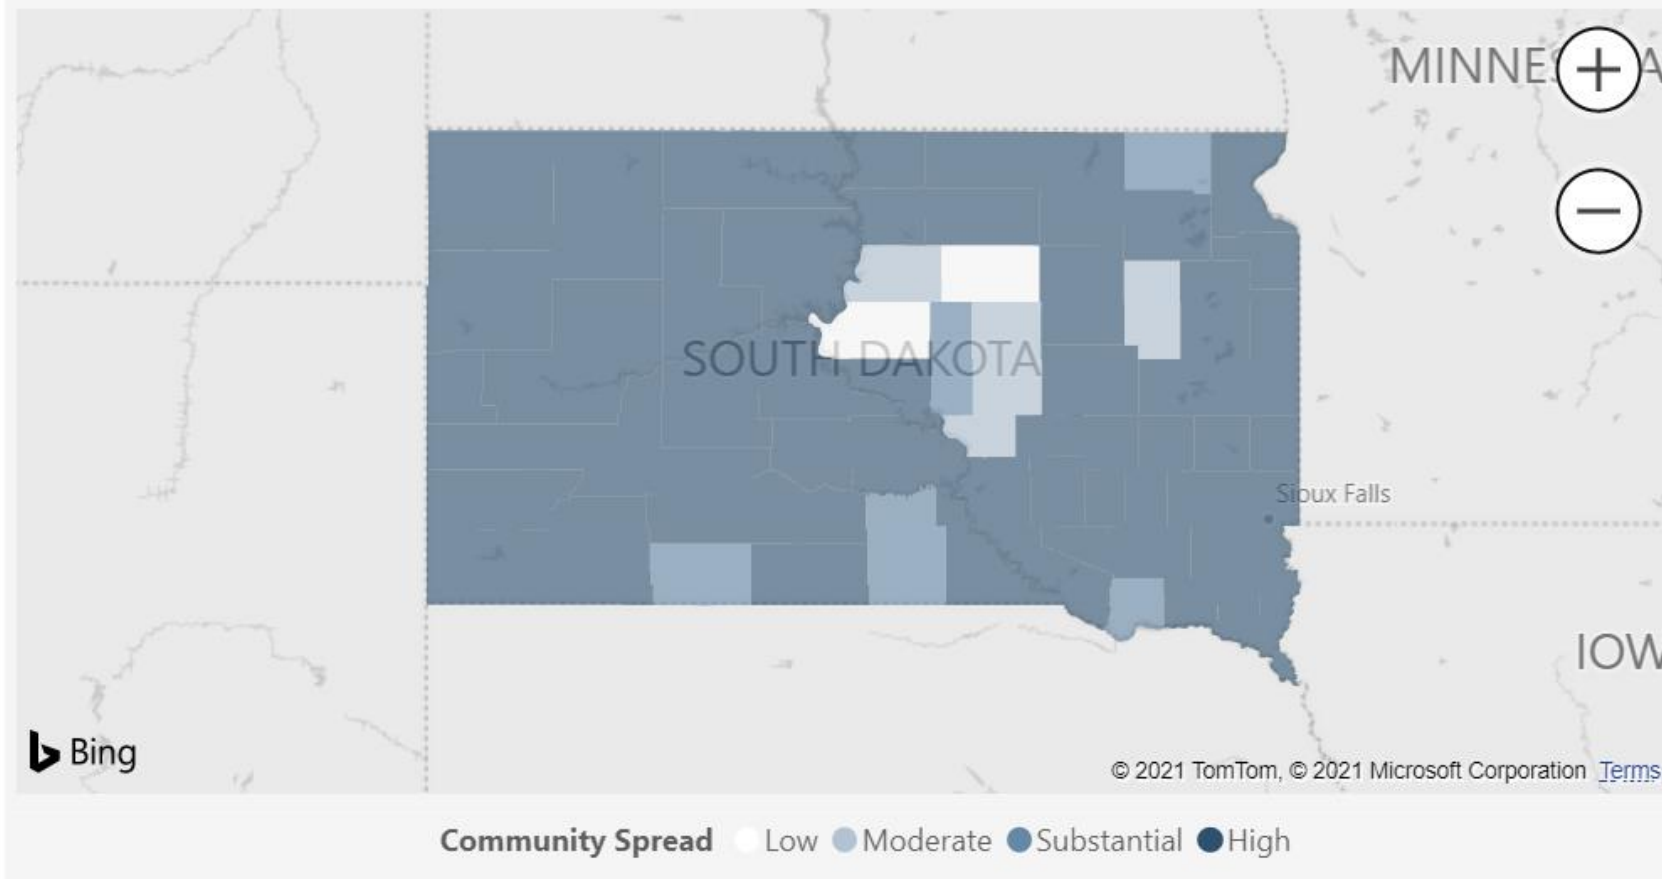 MINNES A
SOUTH DAKOTA
Sioux Falls
IOW
Bing
© 2021 TomTom, © 2021 Microsoft Corporation Terms
Community Spread Low Moderate Substantial High